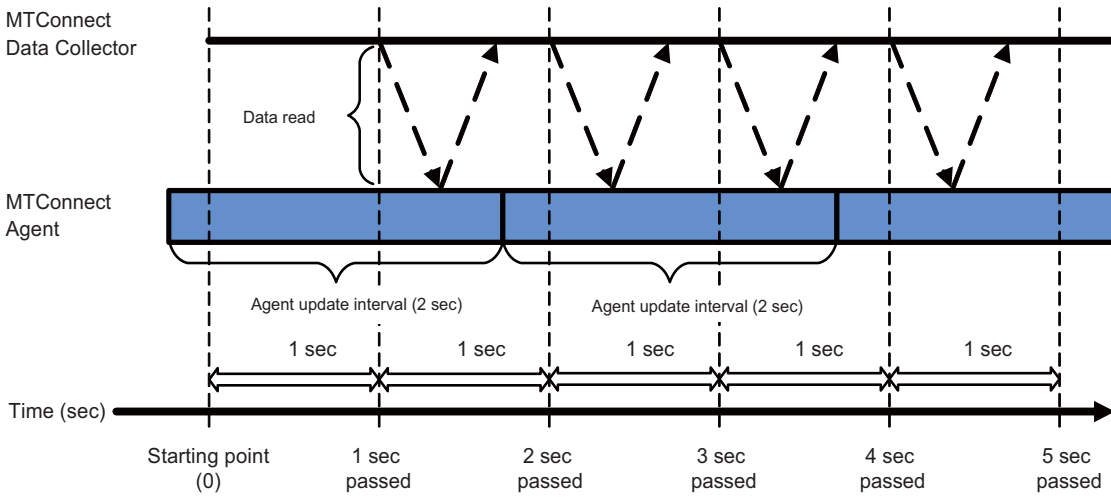 MTConnect
Data Collector
Data read
MTConnect
Agent
Agent update interval (2 sec)
Agent update interval (2 sec)
1 sec
1 sec
1 sec
1 sec
1 sec
Time (sec)
Starting point
(0)
1 sec
passed
2 sec
passed
3 sec
passed
4 sec
passed
5 sec
passed